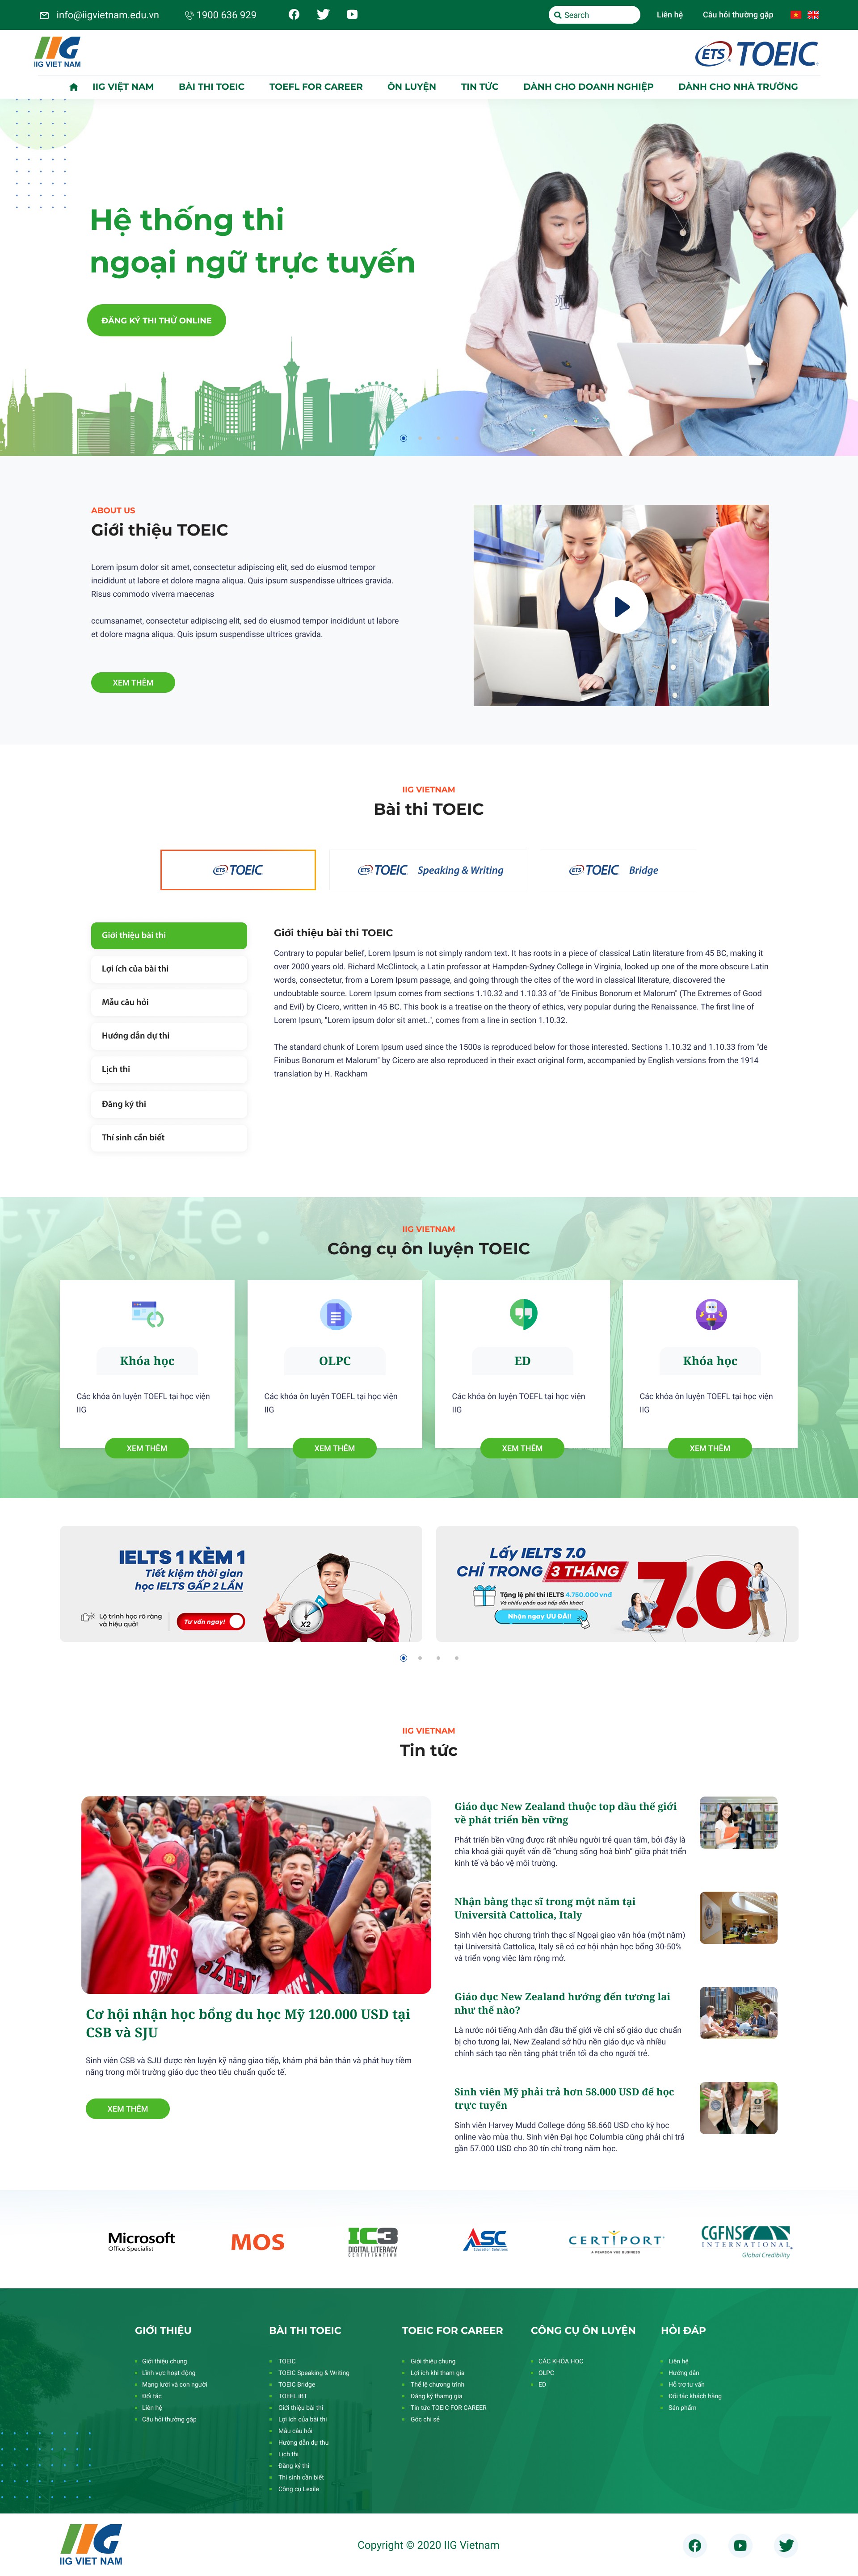 info@iigvietnam.edu.vn
1900 636 929
Search
Liên hệ
Câu hỏi thường gặp
IIG
IIG VIET NAM
ETS TOEIC
IIG VIỆT NAM
BÀI THI TOEIC
TOEFL FOR CAREER
ÔN LUYỆN
TIN TỨC
DÀNH CHO DOANH NGHIỆP
DÀNH CHO NHÀ TRƯỜNG
Hệ thống thi
ngoại ngữ trực tuyến
ĐĂNG KÝ THI THỬ ONLINE
ABOUT US
Giới thiệu TOEIC
Lorem ipsum dolor sit amet, consectetur adipiscing elit, sed do eiusmod tempor
incididunt ut labore et dolore magna aliqua. Quis ipsum suspendisse ultrices gravida.
Risus commodo viverra maecenas
ccumsanamet, consectetur adipiscing elit, sed do eiusmod tempor incididunt ut labore
et dolore magna aliqua. Quis ipsum suspendisse ultrices gravida.
XEM THÊM
IIG VIETNAM
Bài thi TOEIC
ETS TOEIC
ETS TOEIC Speaking & Writing
ETS TOEIC Bridge
Giới thiệu bài thi
Lợi ích của bài thi
Mẫu câu hỏi
Hướng dẫn dự thi
Lịch thi
Đăng ký thi
Thí sinh cần biết
Giới thiệu bài thi TOEIC
Contrary to popular belief, Lorem Ipsum is not simply random text. It has roots in a piece of classical Latin literature from 45 BC, making it
over 2000 years old. Richard McClintock, a Latin professor at Hampden-Sydney College in Virginia, looked up one of the more obscure Latin
words, consectetur, from a Lorem Ipsum passage, and going through the cites of the word in classical literature, discovered the
undoubtable source. Lorem Ipsum comes from sections 1.10.32 and 1.10.33 of "de Finibus Bonorum et Malorum" (The Extremes of Good
and Evil) by Cicero, written in 45 BC. This book is a treatise on the theory of ethics, very popular during the Renaissance. The first line of
Lorem Ipsum, "Lorem ipsum dolor sit amet..", comes from a line in section 1.10.32.
The standard chunk of Lorem Ipsum used since the 1500s is reproduced below for those interested. Sections 1.10.32 and 1.10.33 from "de
Finibus Bonorum et Malorum" by Cicero are also reproduced in their exact original form, accompanied by English versions from the 1914
translation by H. Rackham
IIG VIETNAM
Công cụ ôn luyện TOEIC
Khóa học
Các khóa ôn luyện TOEFL tại học viện
IIG
XEM THÊM
OLPC
Các khóa ôn luyện TOEFL tại học viện
IIG
XEM THÊM
ED
Các khóa ôn luyện TOEFL tại học viện
IIG
XEM THÊM
Khóa học
Các khóa ôn luyện TOEFL tại học viện
IIG
XEM THÊM
IELTS 1 KÈM 1
Tiết kiệm thời gian
học IELTS GẤP 2 LẦN
Lộ trình học rõ ràng
và hiệu quả!
Tư vấn ngay!
X2
Lấy IELTS 7.0
CHỈ TRONG 3 THÁNG
Tặng lệ phí thi IELTS 4.750.000 vnđ
Và nhiều phần quà hấp dẫn khác!
Nhận ngay ƯU ĐÃI!
7.0
IIG VIETNAM
Tin tức
Cơ hội nhận học bổng du học Mỹ 120.000 USD tại
CSB và SJU
Sinh viên CSB và SJU được rèn luyện kỹ năng giao tiếp, khám phá bản thân và phát huy tiềm
năng trong môi trường giáo dục theo tiêu chuẩn quốc tế.
XEM THÊM
Giáo dục New Zealand thuộc top đầu thế giới
về phát triển bền vững
Phát triển bền vững được rất nhiều người trẻ quan tâm, bởi đây là
chìa khoá giải quyết vấn đề "chung sống hoà bình" giữa phát triển
kinh tế và bảo vệ môi trường.
Nhận bằng thạc sĩ trong một năm tại
Università Cattolica, Italy
Sinh viên học chương trình thạc sĩ Ngoại giao văn hóa (một năm)
tại Università Cattolica, Italy sẽ có cơ hội nhận học bổng 30-50%
và triển vọng việc làm rộng mở.
Giáo dục New Zealand hướng đến tương lai
như thế nào?
Là nước nói tiếng Anh dẫn đầu thế giới về chỉ số giáo dục chuẩn
bị cho tương lai, New Zealand sở hữu nền giáo dục và nhiều
chính sách tạo nền tảng phát triển tối đa cho người trẻ.
Sinh viên Mỹ phải trả hơn 58.000 USD để học
trực tuyến
Sinh viên Harvey Mudd College đóng 58.660 USD cho kỳ học
online vào mùa thu. Sinh viên Đại học Columbia cũng phải chi trả
gần 57.000 USD cho 30 tín chỉ trong năm học.
Microsoft
Office Specialist
MOS
IC3
DIGITAL LITERACY
CERTIFICATION
ASC
CERTIPORT
A PEARSON VUE BUSINESS
CGFNS
INTERNATIONAL
Global Credibility
GIỚI THIỆU
Giới thiệu chung
Lĩnh vực hoạt động
Mạng lưới và con người
Đối tác
Liên hệ
Câu hỏi thường gặp
BÀI THI TOEIC
TOEIC
TOEIC Speaking & Writing
TOEIC Bridge
TOEFL iBT
Giới thiệu bài thi
Lợi ích của bài thi
Mẫu câu hỏi
Hướng dẫn dự thu
Lịch thi
Đăng ký thi
Thí sinh cần biết
Công cụ Lexile
TOEIC FOR CAREER
Giới thiệu chung
Lợi ích khi tham gia
Thể lệ chương trình
Đăng ký thamg gia
Tin tức TOEIC FOR CAREER
Góc chi sẻ
CÔNG CỤ ÔN LUYỆN
CÁC KHÓA HỌC
OLPC
ED
HỎI ĐÁP
Liên hệ
Hướng dẫn
Hỗ trợ tư vấn
Đối tác khách hàng
Sản phẩm
IIG
IIG VIET NAM
Copyright © 2020 IIG Vietnam